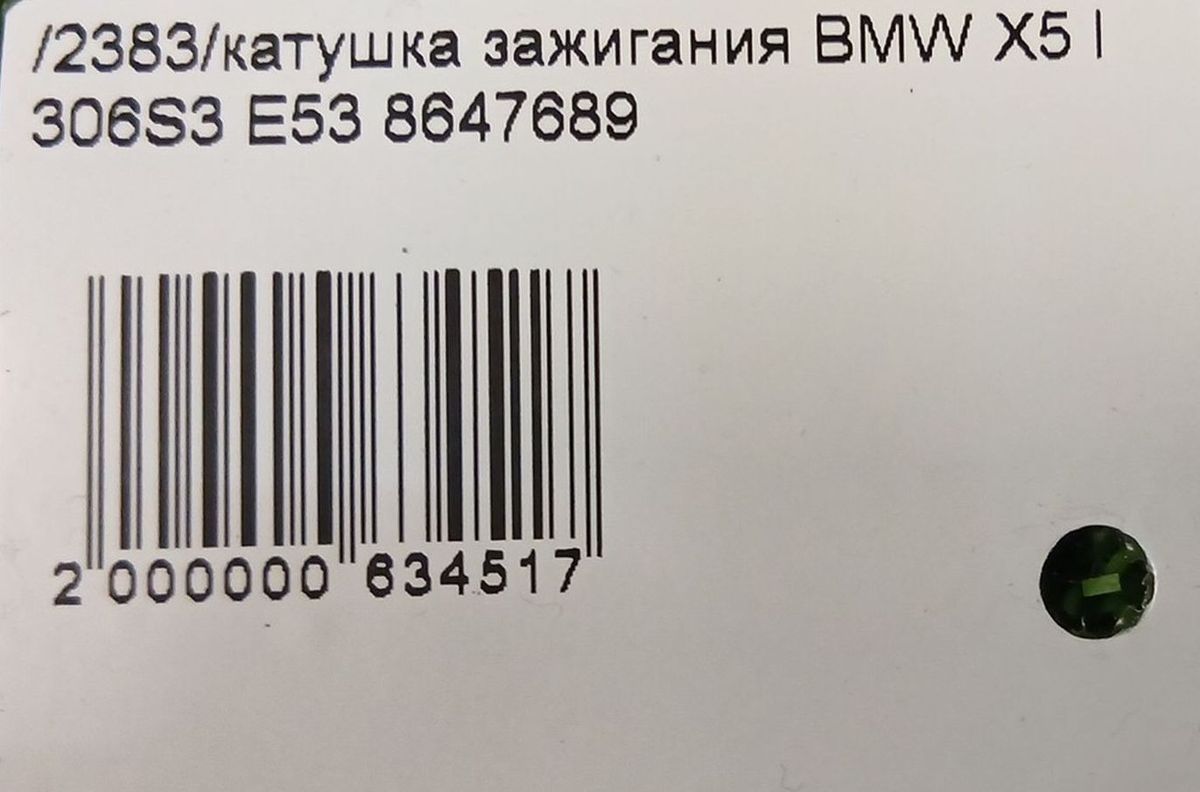 /2383/катушка зажигания BMW X5 I
306S3 E53 8647689
2 000000 634517